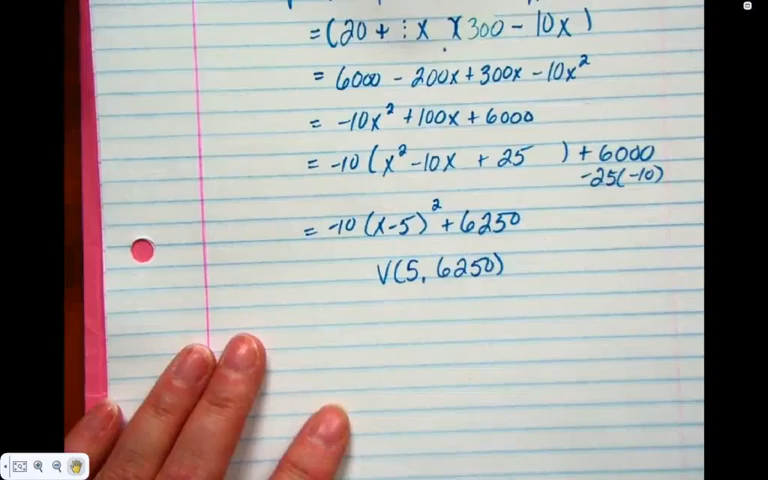 =(20 + 1x)(300 - 10x)
= 6000 - 200x + 300x - 10x²
= -10x² + 100x + 6000
= -10(x² - 10x + 25 ) + 6000
-25(-10)
= -10(x-5)² + 6250
V(5, 6250)